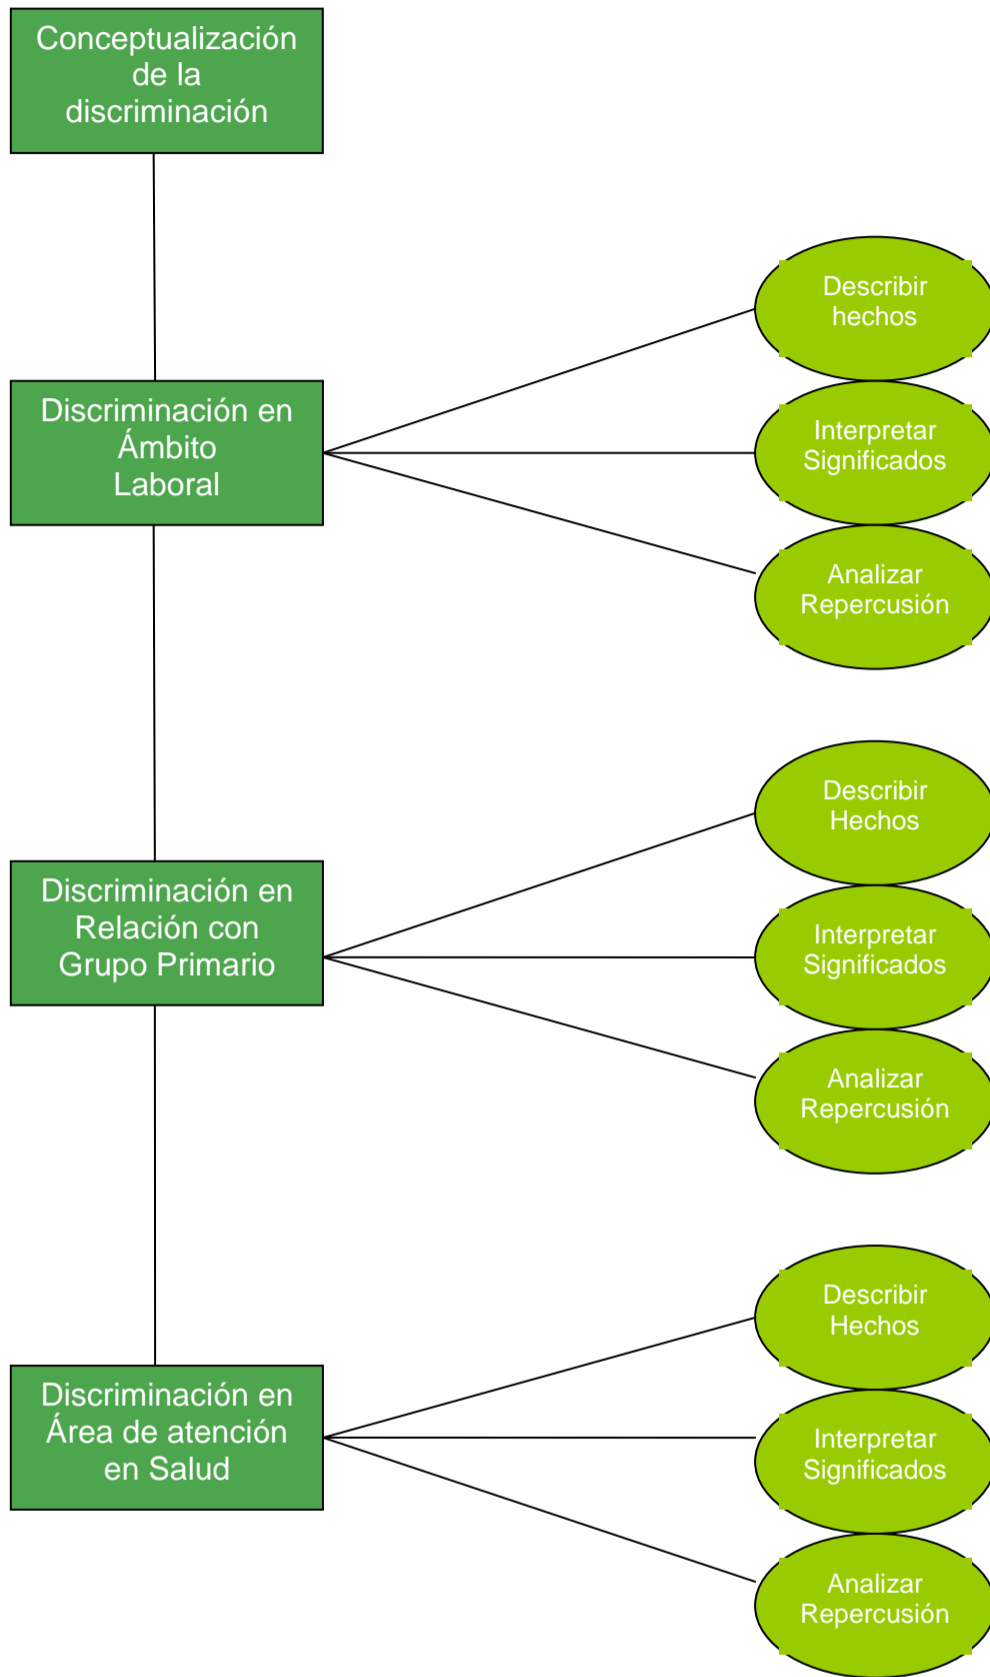 Conceptualización
de la
discriminación
Describir
hechos
Discriminación en
Ámbito
Laboral
Interpretar
Significados
Analizar
Repercusión
Describir
Hechos
Discriminación en
Relación con
Grupo Primario
Interpretar
Significados
Analizar
Repercusión
Describir
Hechos
Discriminación en
Área de atención
en Salud
Interpretar
Significados
Analizar
Repercusión